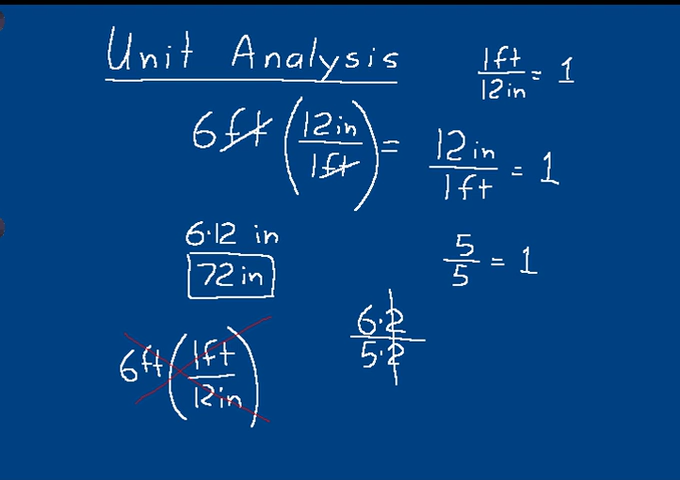 Unit Analysis
1ft/12in = 1
6ft (12in/1ft) =
12in/1ft = 1
6·12 in
72in
5/5 = 1
6·2/5·2
6ft (1ft/12in)